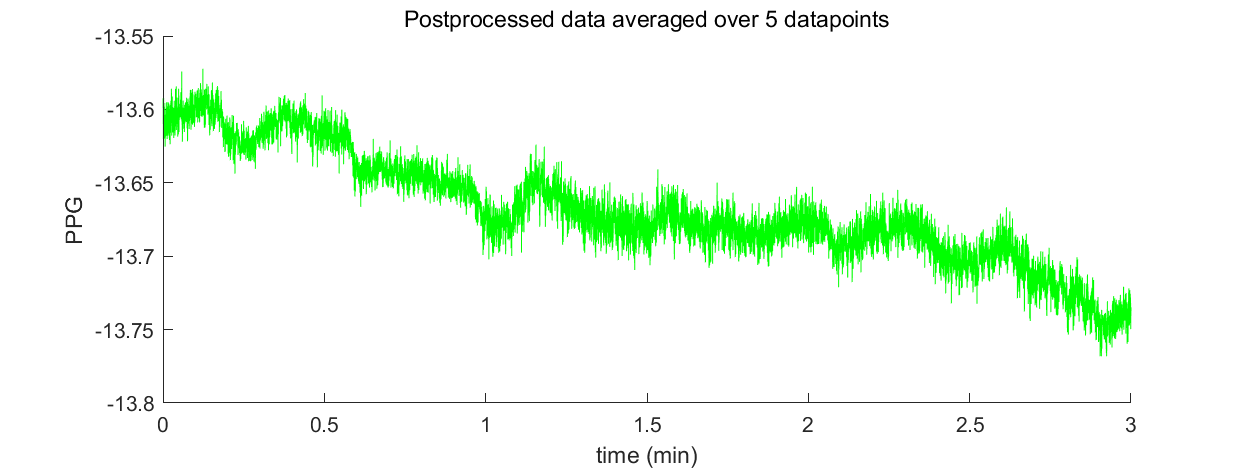 Postprocessed data averaged over 5 datapoints
-13.55
-13.6
-13.65
-13.7
-13.75
-13.8
PPG
0 0.5 1 1.5 2 2.5 3
time (min)